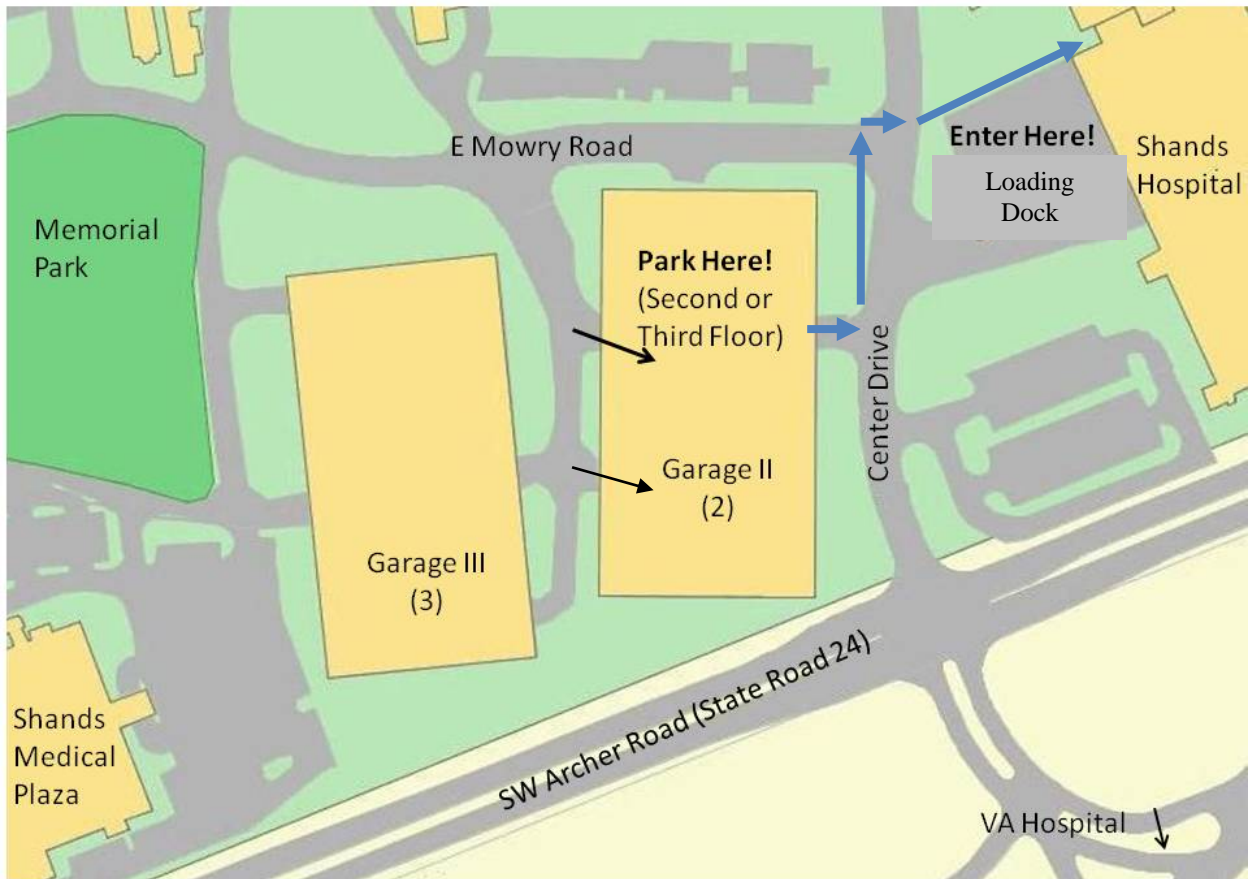 E Mowry Road
Enter Here!
Loading
Dock
Shands
Hospital
Memorial
Park
Park Here!
(Second or
Third Floor)
Center Drive
Garage II
(2)
Garage III
(3)
SW Archer Road (State Road 24)
Shands
Medical
Plaza
VA Hospital